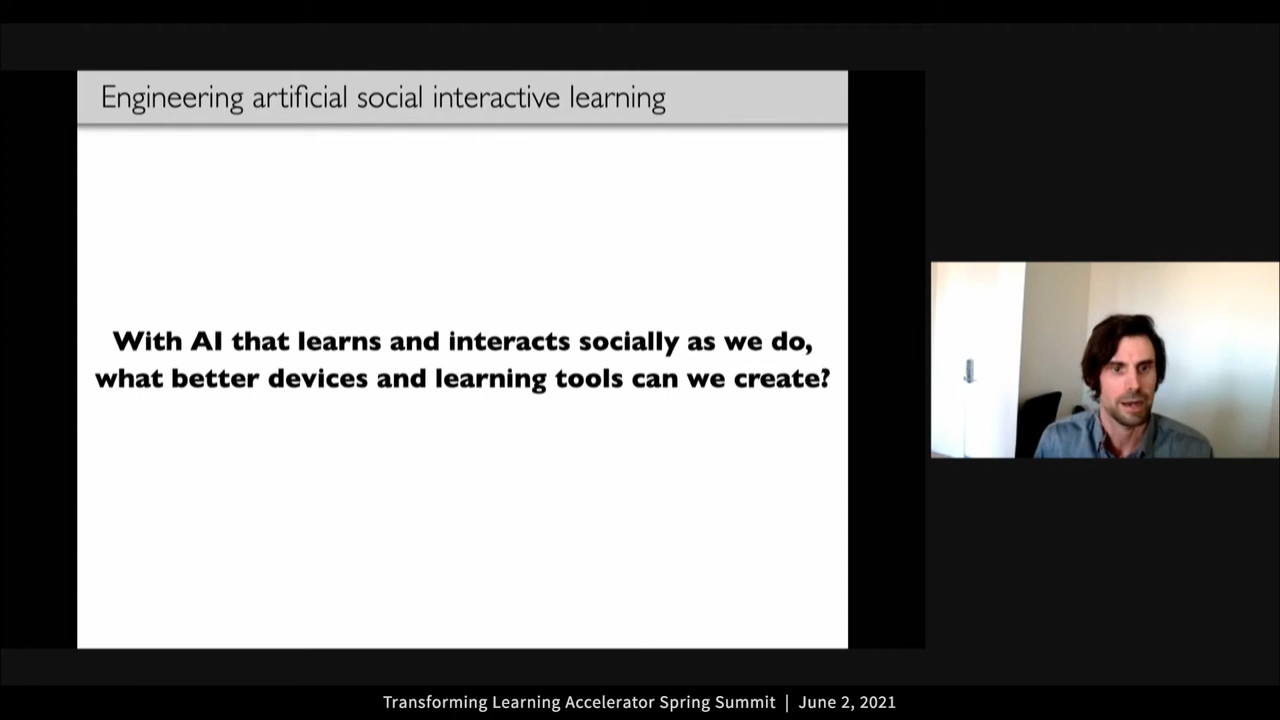 Engineering artificial social interactive learning
With AI that learns and interacts socially as we do,
what better devices and learning tools can we create?
Transforming Learning Accelerator Spring Summit | June 2, 2021